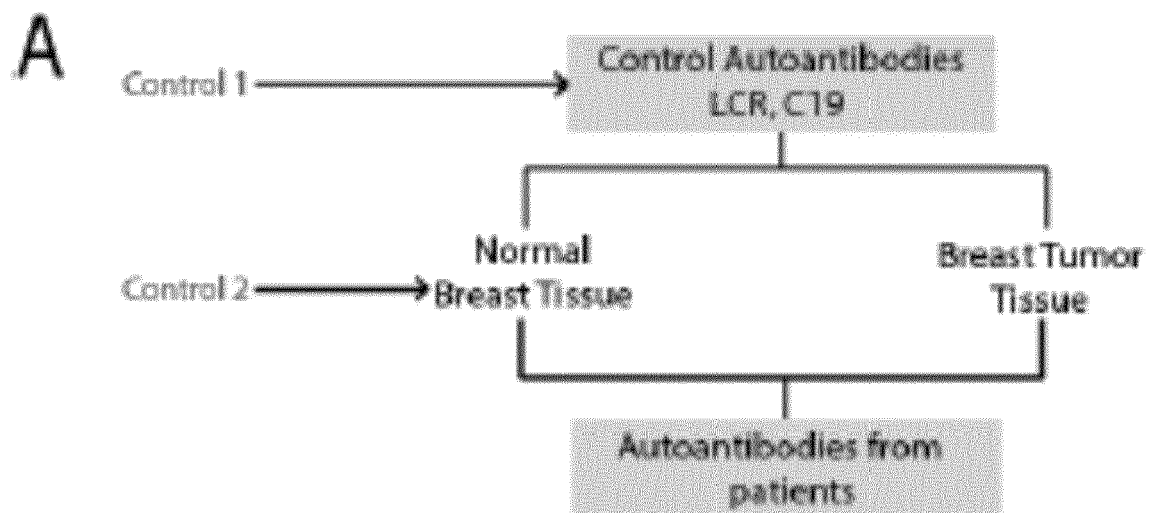 A
Control 1
Control Autoantibodies
LCR, C19
Normal
Breast Tissue
Breast Tumor
Tissue
Control 2
Autoantibodies from
patients